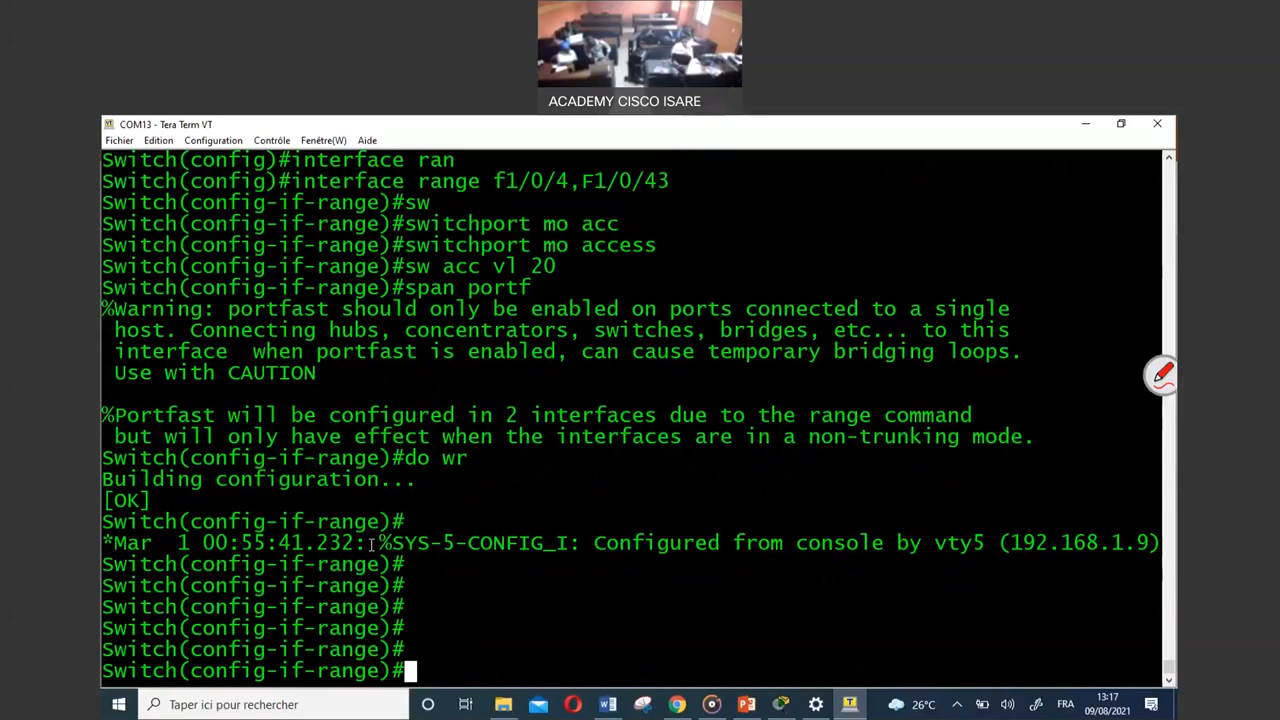 ACADEMY CISCO ISARE
COM13 - Tera Term VT
Fichier Edition Configuration Contrôle Fenêtre(W) Aide
Switch(config)#interface ran
Switch(config)#interface range f1/0/4,F1/0/43
Switch(config-if-range)#sw
Switch(config-if-range)#switchport mo acc
Switch(config-if-range)#switchport mo access
Switch(config-if-range)#sw acc vl 20
Switch(config-if-range)#span portf
%Warning: portfast should only be enabled on ports connected to a single
host. Connecting hubs, concentrators, switches, bridges, etc... to this
interface when portfast is enabled, can cause temporary bridging loops.
Use with CAUTION
%Portfast will be configured in 2 interfaces due to the range command
but will only have effect when the interfaces are in a non-trunking mode.
Switch(config-if-range)#do wr
Building configuration...
[OK]
Switch(config-if-range)#
*Mar 1 00:55:41.232: %SYS-5-CONFIG_I: Configured from console by vty5 (192.168.1.9)
Switch(config-if-range)#
Switch(config-if-range)#
Switch(config-if-range)#
Switch(config-if-range)#
Switch(config-if-range)#
Switch(config-if-range)#
Taper ici pour rechercher
26°C
FRA
13:17
09/08/2021